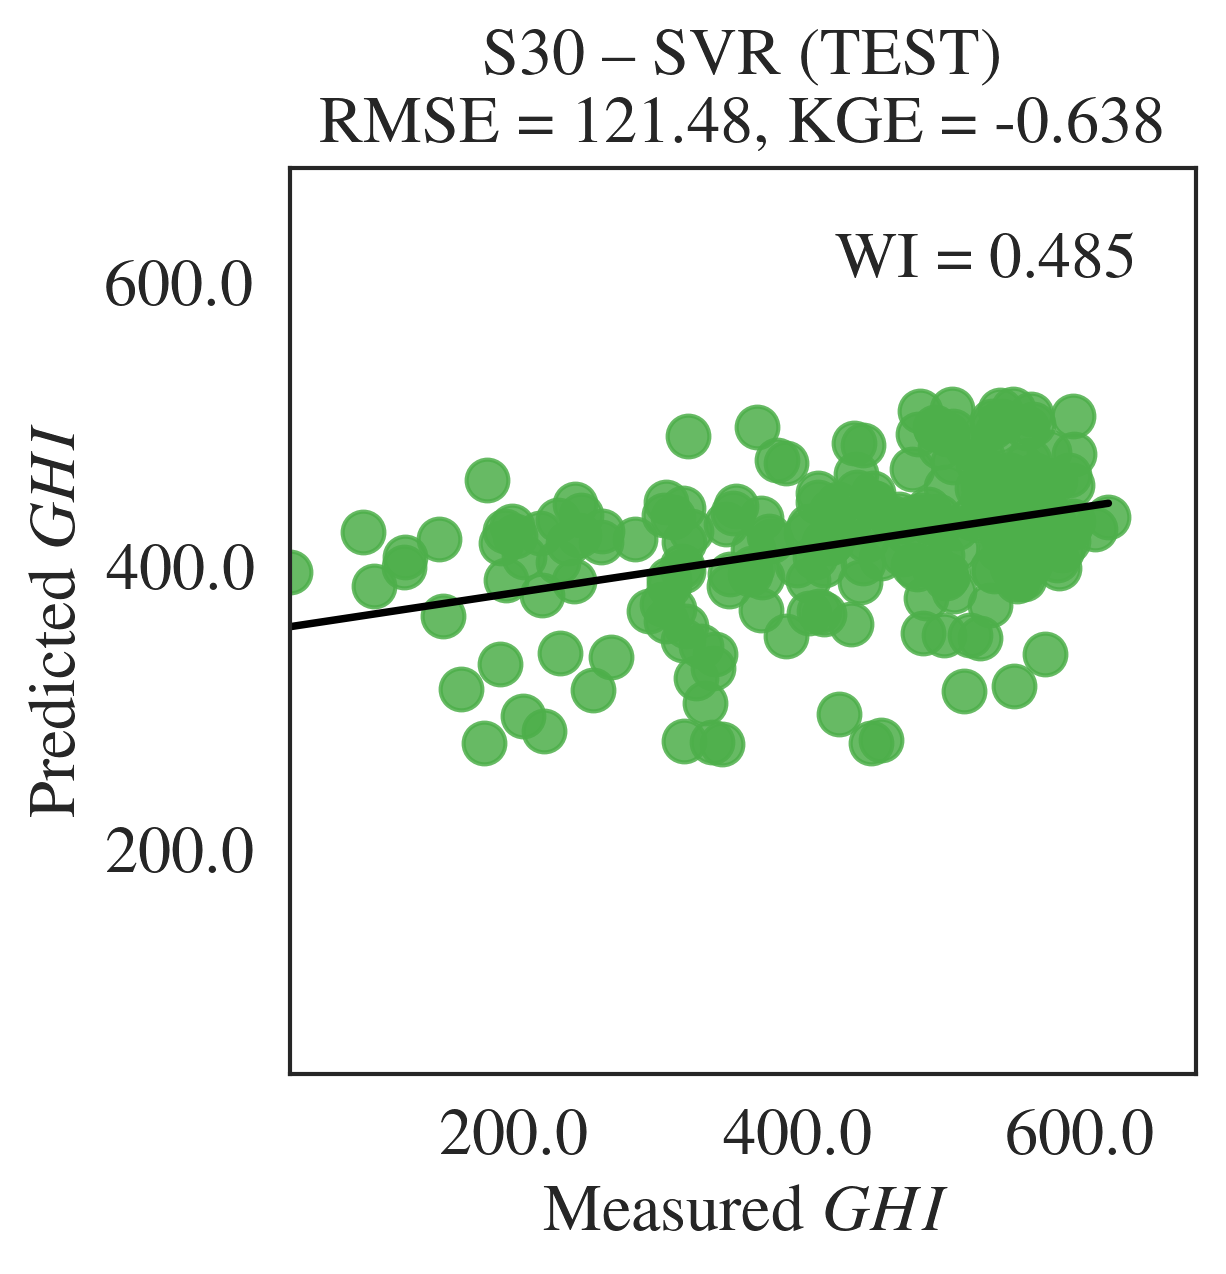 S30 – SVR (TEST)
RMSE = 121.48, KGE = -0.638
WI = 0.485
600.0
400.0
200.0
Predicted GHI
200.0 400.0 600.0
Measured GHI